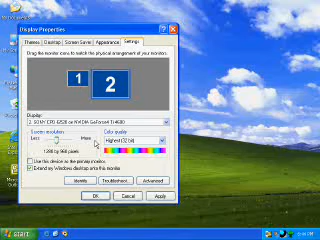 Display Properties
Themes Desktop Screen Saver Appearance Settings
Drag the monitor icons to match the physical arrangement of your monitors.
1 2
Display:
Screen resolution
Less More
1280 by 960 pixels
Color quality
Highest (32 bit)
Use this device as the primary monitor.
Extend my Windows desktop onto this monitor.
Identify Troubleshoot... Advanced
OK Cancel Apply
start